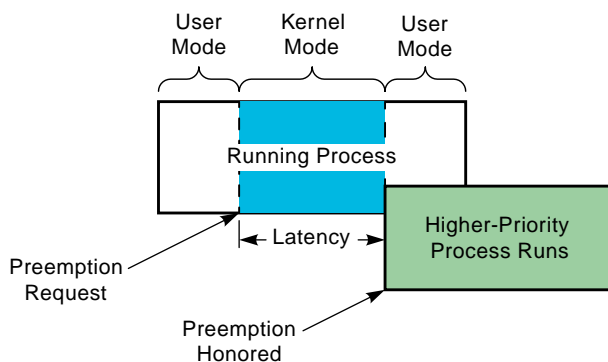 User
Mode
Kernel
Mode
User
Mode
Running Process
Latency
Higher-Priority
Process Runs
Preemption
Request
Preemption
Honored